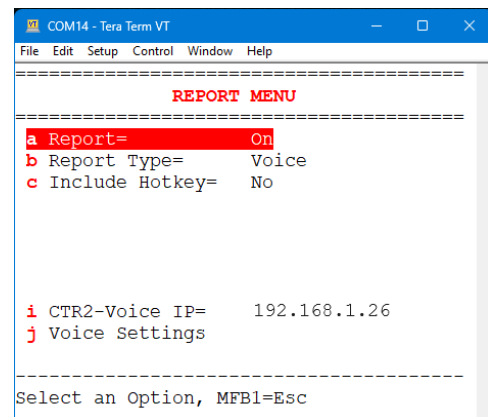 COM14 - Tera Term VT
File Edit Setup Control Window Help
===========================================
REPORT MENU
===========================================
a Report= On
b Report Type= Voice
c Include Hotkey= No
i CTR2-Voice IP= 192.168.1.26
j Voice Settings
-------------------------------------------
Select an Option, MFB1=Esc